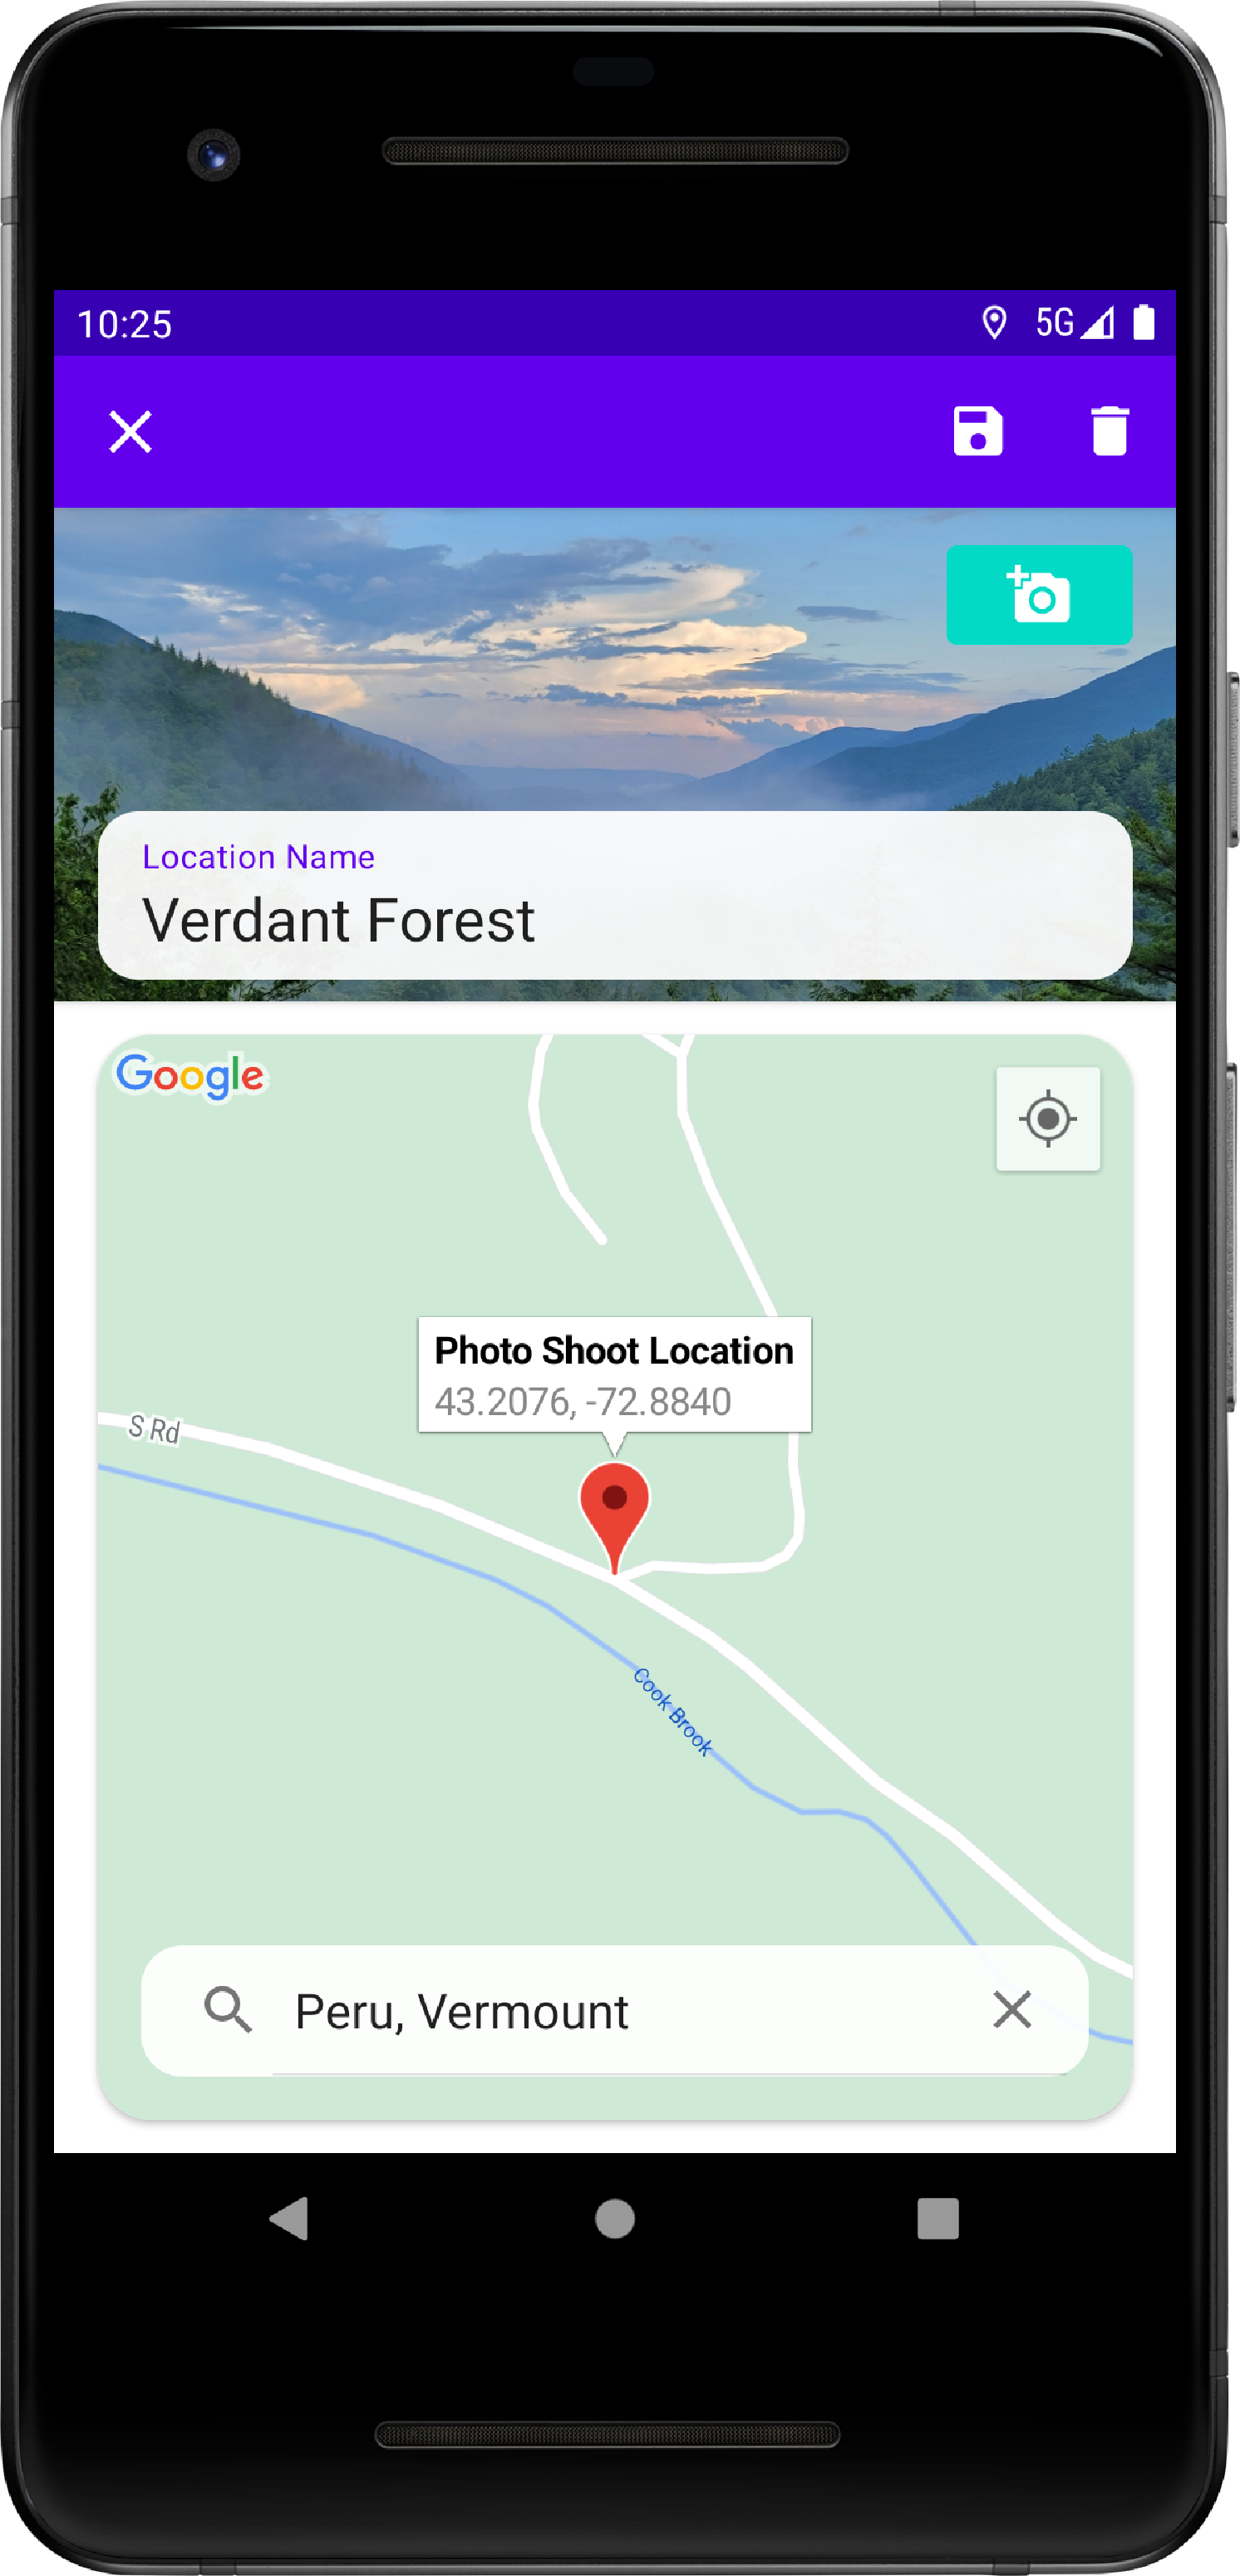 10:25
5G
Location Name
Verdant Forest
Google
Photo Shoot Location
43.2076, -72.8840
S Rd
Cook Brook
Peru, Vermount